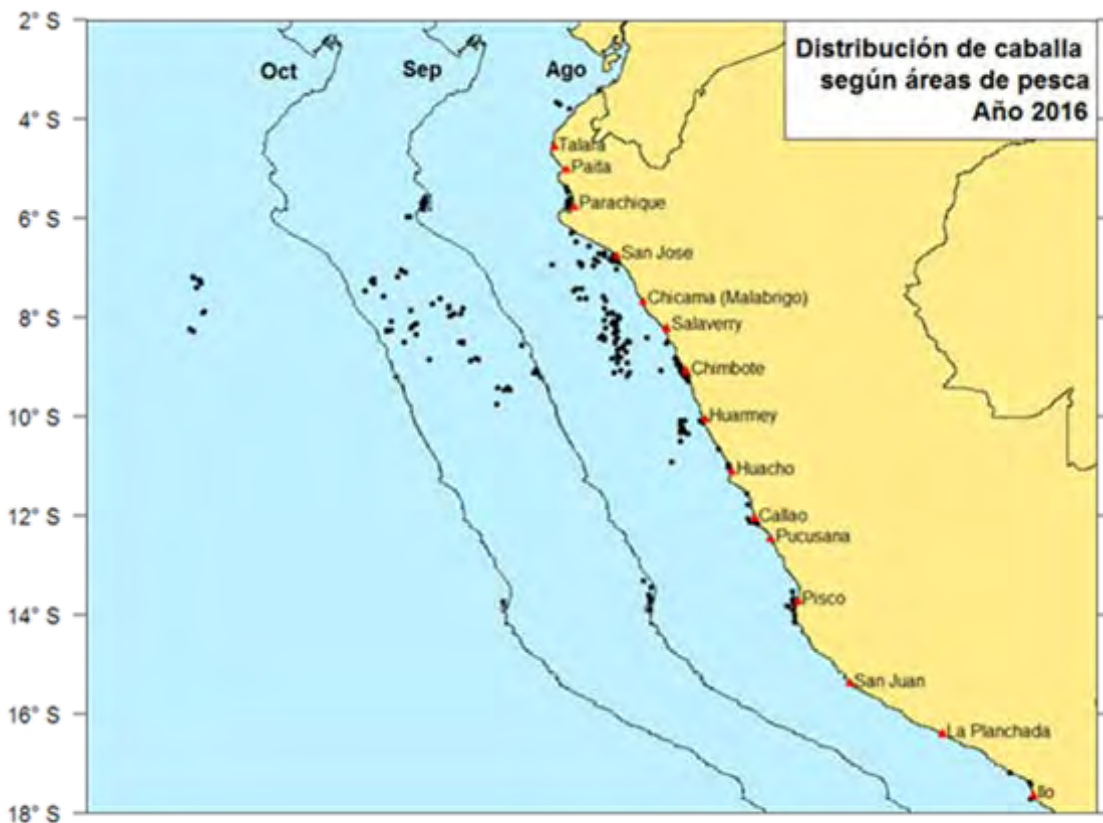 2° S
4° S
6° S
8° S
10° S
12° S
14° S
16° S
18° S
Oct
Sep
Ago
Distribución de caballa
según áreas de pesca
Año 2016
Talara
Paita
Parachique
San Jose
Chicama (Malabrigo)
Salaverry
Chimbote
Huarmey
Huacho
Callao
Pucusana
Pisco
San Juan
La Planchada
Ilo